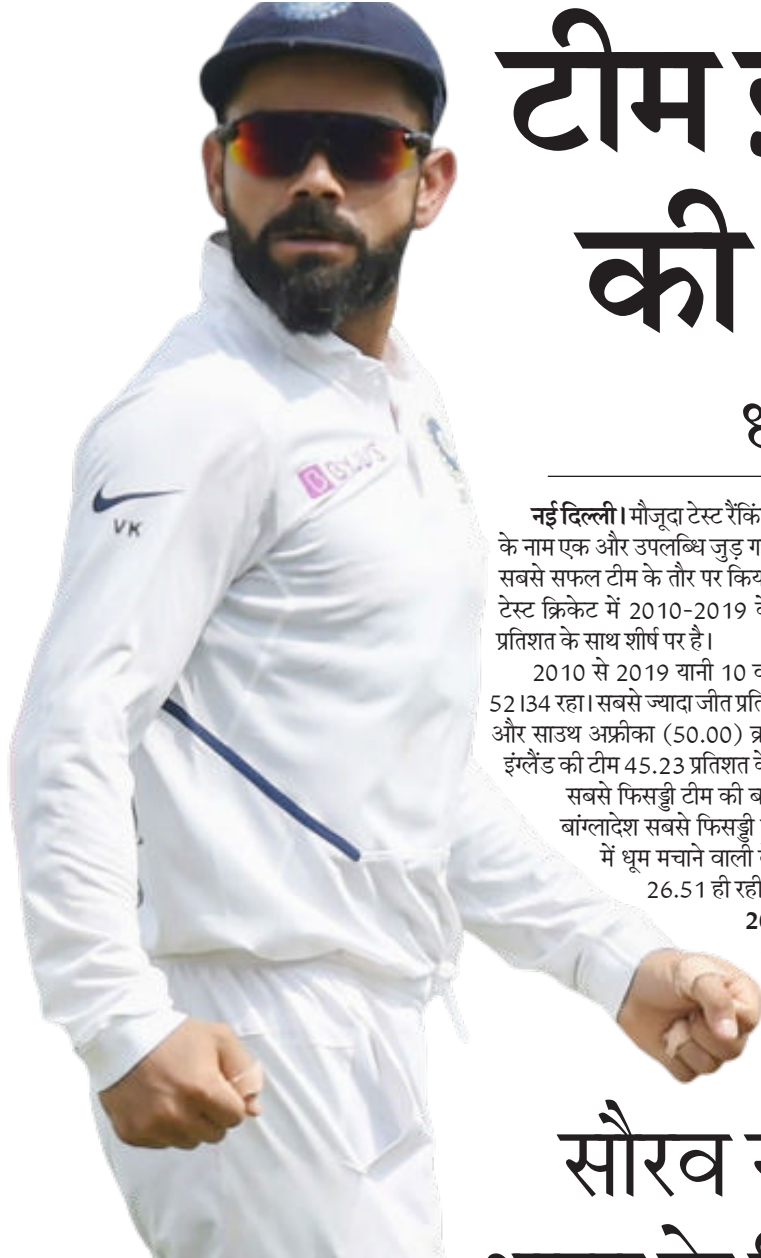 टीम
की
BYJU'S
VK
नई दिल्ली। मौजूदा टेस्ट
के नाम एक और उपलब्धि जुड़
सबसे सफल टीम के तौर पर
टेस्ट क्रिकेट में 2010-2019
प्रतिशत के साथ शीर्ष पर है।
2010 से 2019 यानी 10
52।34 रहा। सबसे ज्यादा जीत
और साउथ अफ्रीका (50.00)
इंग्लैंड की टीम 45.23 प्रतिशत
सबसे फिसड्डी टीम की
बांग्लादेश सबसे फिसड्डी
में धूम मचाने वाली
26.51 ही रही
सौरव